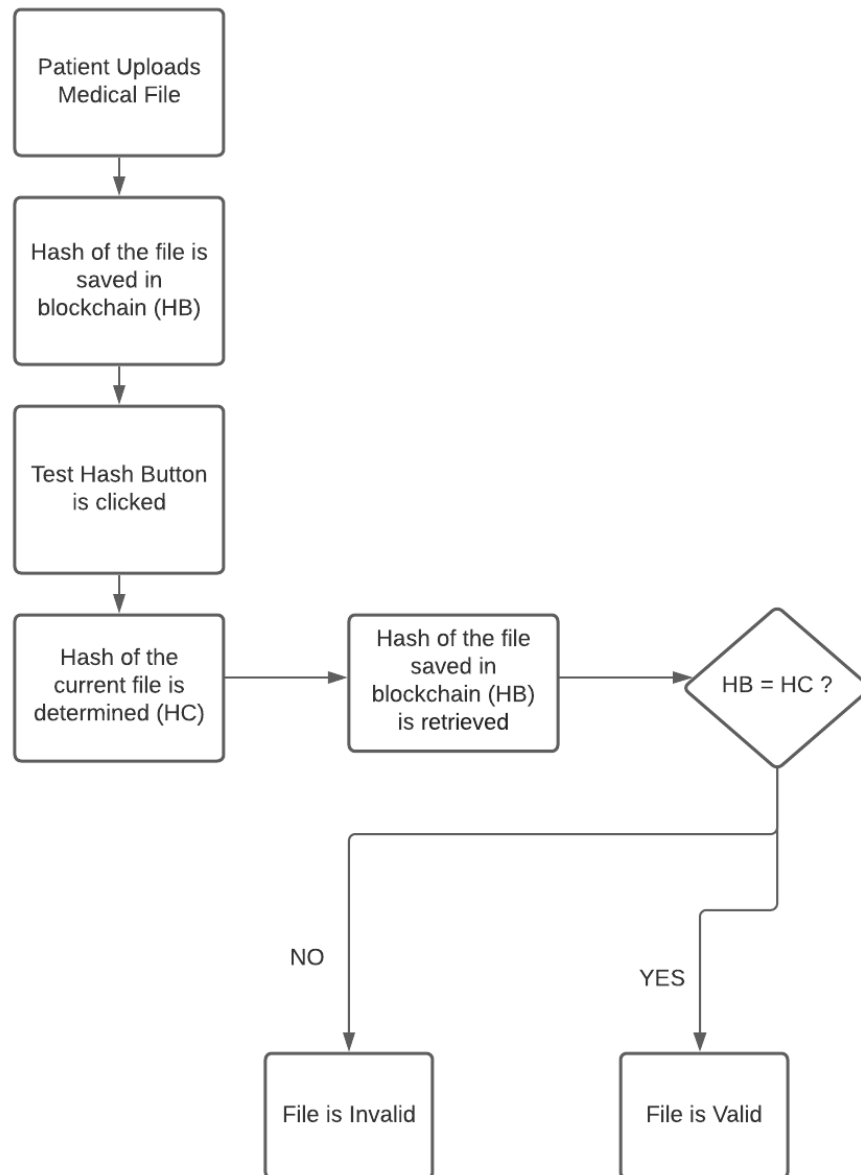 Patient Uploads
Medical File
Hash of the file is
saved in
blockchain (HB)
Test Hash Button
is clicked
Hash of the
current file is
determined (HC)
Hash of the file
saved in
blockchain (HB)
is retrieved
HB = HC ?
NO
YES
File is Invalid
File is Valid